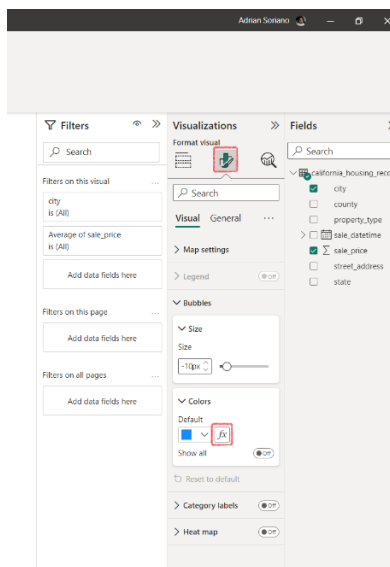 Adrian Soriano
Filters
Search
Filters on this visual
...
city
is (All)
Average of sale_price
is (All)
Add data fields here
Filters on this page
...
Add data fields here
Filters on all pages
...
Add data fields here
Visualizations
Format visual
Search
Visual General
...
Map settings
Legend
Off
Bubbles
Size
Size
-10px
Colors
Default
fx
Show all
Off
Reset to default
Category labels
Off
Heat map
Off
Fields
Search
california_housing_reco
city
county
property_type
sale_datetime
∑ sale_price
street_address
state